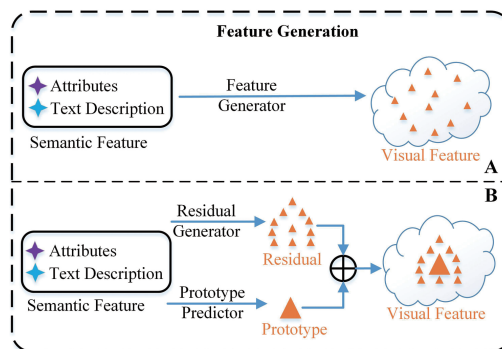 Feature Generation
Attributes
Text Description
Semantic Feature
Feature
Generator
Visual Feature
A
B
Attributes
Text Description
Semantic Feature
Residual
Generator
Residual
Prototype
Predictor
Prototype
Visual Feature